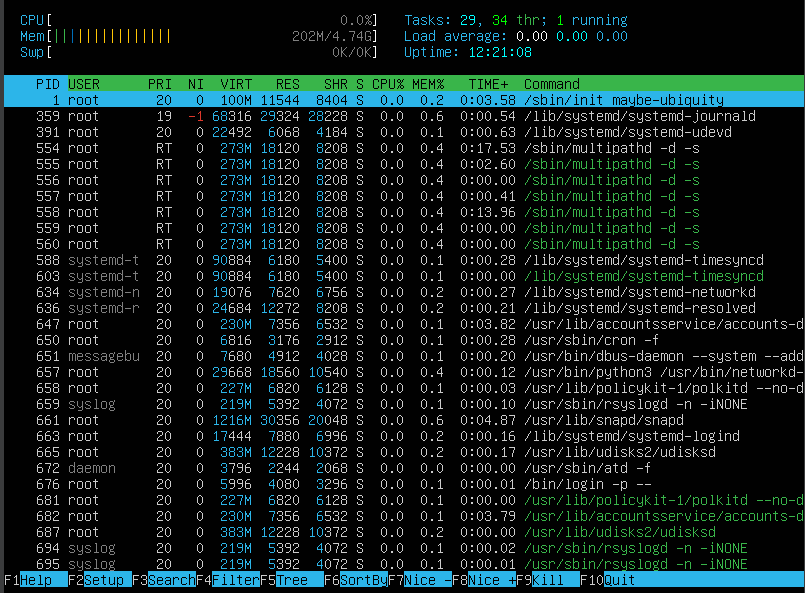 CPU[ 0.0%] Tasks: 29, 34 thr; 1 running
Mem[||||||||||||||| 202M/4.74G] Load average: 0.00 0.00 0.00
Swp[ 0K/0K] Uptime: 12:21:08
PID USER PRI NI VIRT RES SHR S CPU% MEM% TIME+ Command
1 root 20 0 100M 11544 8404 S 0.0 0.2 0:03.58 /sbin/init maybe-ubiquity
359 root 19 -1 68316 29324 28228 S 0.0 0.6 0:00.54 /lib/systemd/systemd-journald
391 root 20 0 22492 6068 4184 S 0.0 0.1 0:00.63 /lib/systemd/systemd-udevd
554 root RT 0 273M 18120 8208 S 0.0 0.4 0:17.53 /sbin/multipathd -d -s
555 root RT 0 273M 18120 8208 S 0.0 0.4 0:02.60 /sbin/multipathd -d -s
556 root RT 0 273M 18120 8208 S 0.0 0.4 0:00.00 /sbin/multipathd -d -s
557 root RT 0 273M 18120 8208 S 0.0 0.4 0:00.41 /sbin/multipathd -d -s
558 root RT 0 273M 18120 8208 S 0.0 0.4 0:13.96 /sbin/multipathd -d -s
559 root RT 0 273M 18120 8208 S 0.0 0.4 0:00.00 /sbin/multipathd -d -s
560 root RT 0 273M 18120 8208 S 0.0 0.4 0:00.00 /sbin/multipathd -d -s
588 systemd-t 20 0 90884 6180 5400 S 0.0 0.1 0:00.28 /lib/systemd/systemd-timesyncd
603 systemd-t 20 0 90884 6180 5400 S 0.0 0.1 0:00.00 /lib/systemd/systemd-timesyncd
634 systemd-n 20 0 19076 7620 6756 S 0.0 0.2 0:00.27 /lib/systemd/systemd-networkd
636 systemd-r 20 0 24684 12272 8208 S 0.0 0.2 0:00.21 /lib/systemd/systemd-resolved
647 root 20 0 230M 7356 6532 S 0.0 0.1 0:03.82 /usr/lib/accountsservice/accounts-d
650 root 20 0 6816 3176 2912 S 0.0 0.1 0:00.28 /usr/sbin/cron -f
651 messagebu 20 0 7680 4912 4028 S 0.0 0.1 0:00.20 /usr/bin/dbus-daemon --system --add
657 root 20 0 29668 18560 10540 S 0.0 0.4 0:00.12 /usr/bin/python3 /usr/bin/networkd-
658 root 20 0 227M 6820 6128 S 0.0 0.1 0:00.03 /usr/lib/policykit-1/polkitd --no-d
659 syslog 20 0 219M 5392 4072 S 0.0 0.1 0:00.10 /usr/sbin/rsyslogd -n -iNONE
661 root 20 0 1216M 30356 20048 S 0.0 0.6 0:04.87 /usr/lib/snapd/snapd
663 root 20 0 17444 7880 6996 S 0.0 0.2 0:00.16 /lib/systemd/systemd-logind
665 root 20 0 383M 12228 10372 S 0.0 0.2 0:00.17 /usr/lib/udisks2/udisksd
672 daemon 20 0 3796 2244 2068 S 0.0 0.0 0:00.00 /usr/sbin/atd -f
676 root 20 0 5996 4080 3296 S 0.0 0.1 0:00.01 /bin/login -p --
681 root 20 0 227M 6820 6128 S 0.0 0.1 0:00.00 /usr/lib/policykit-1/polkitd --no-d
682 root 20 0 230M 7356 6532 S 0.0 0.1 0:03.79 /usr/lib/accountsservice/accounts-d
687 root 20 0 383M 12228 10372 S 0.0 0.2 0:00.00 /usr/lib/udisks2/udisksd
694 syslog 20 0 219M 5392 4072 S 0.0 0.1 0:00.02 /usr/sbin/rsyslogd -n -iNONE
695 syslog 20 0 219M 5392 4072 S 0.0 0.1 0:00.01 /usr/sbin/rsyslogd -n -iNONE
F1Help F2Setup F3SearchF4FilterF5Tree F6SortByF7Nice -F8Nice +F9Kill F10Quit